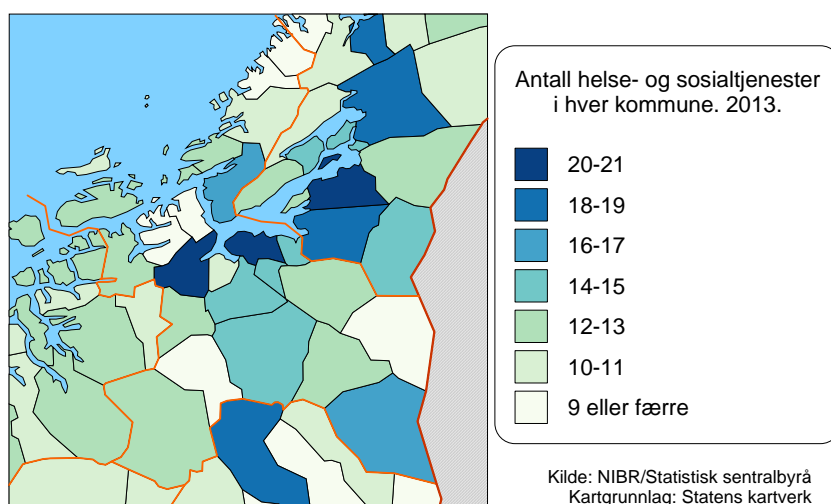 Antall helse- og sosialtjenester
i hver kommune. 2013.
20-21
18-19
16-17
14-15
12-13
10-11
9 eller færre
Kilde: NIBR/Statistisk sentralbyrå
Kartgrunnlag: Statens kartverk